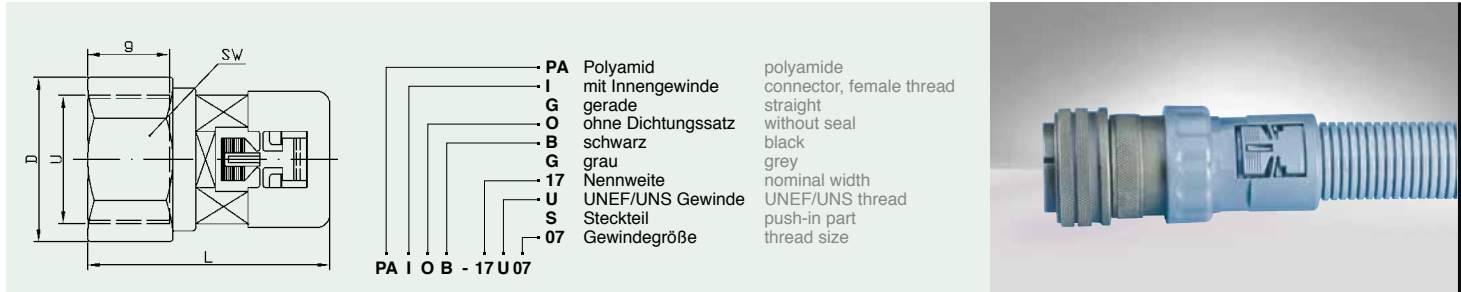 g
SW
D
U
L
PA Polyamid polyamide
I mit Innengewinde connector, female thread
G gerade straight
O ohne Dichtungssatz without seal
B schwarz black
G grau grey
17 Nennweite nominal width
U UNEF/UNS Gewinde UNEF/UNS thread
S Steckteil push-in part
07 Gewindegröße thread size
PA I O B - 17 U 07